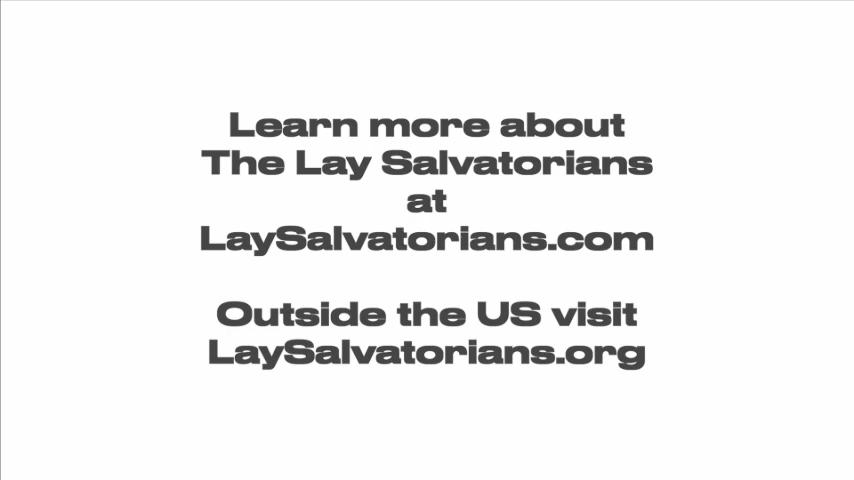 Learn more about
The Lay Salvatorians
at
LaySalvatorians.com
Outside the US visit
LaySalvatorians.org